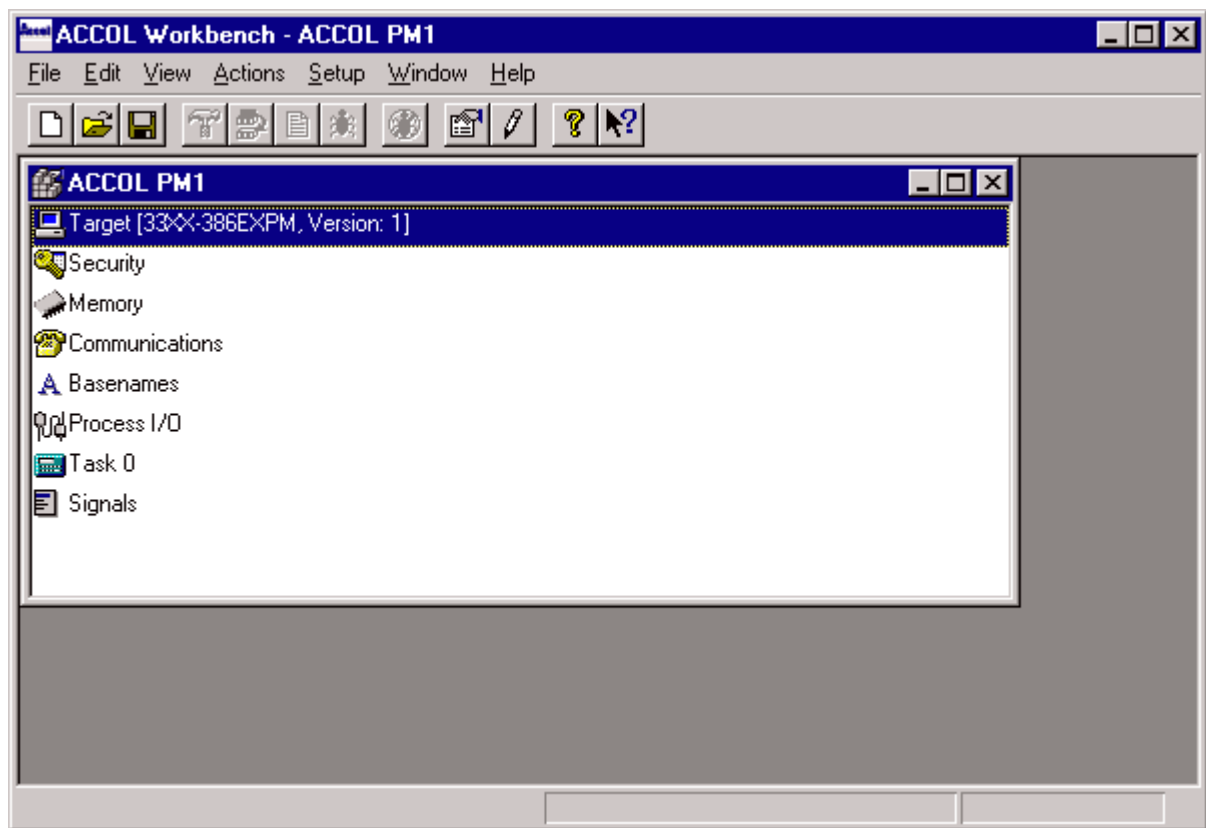 ACCOL Workbench - ACCOL PM1
File Edit View Actions Setup Window Help
ACCOL PM1
Target [33XX-386EXPM, Version: 1]
Security
Memory
Communications
Basenames
Process I/O
Task 0
Signals